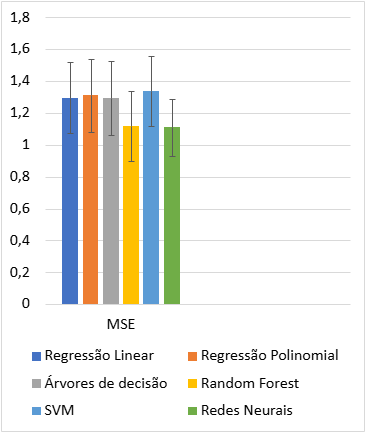 1,8
1,6
1,4
1,2
1
0,8
0,6
0,4
0,2
0
MSE
Regressão Linear
Regressão Polinomial
Árvores de decisão
Random Forest
SVM
Redes Neurais